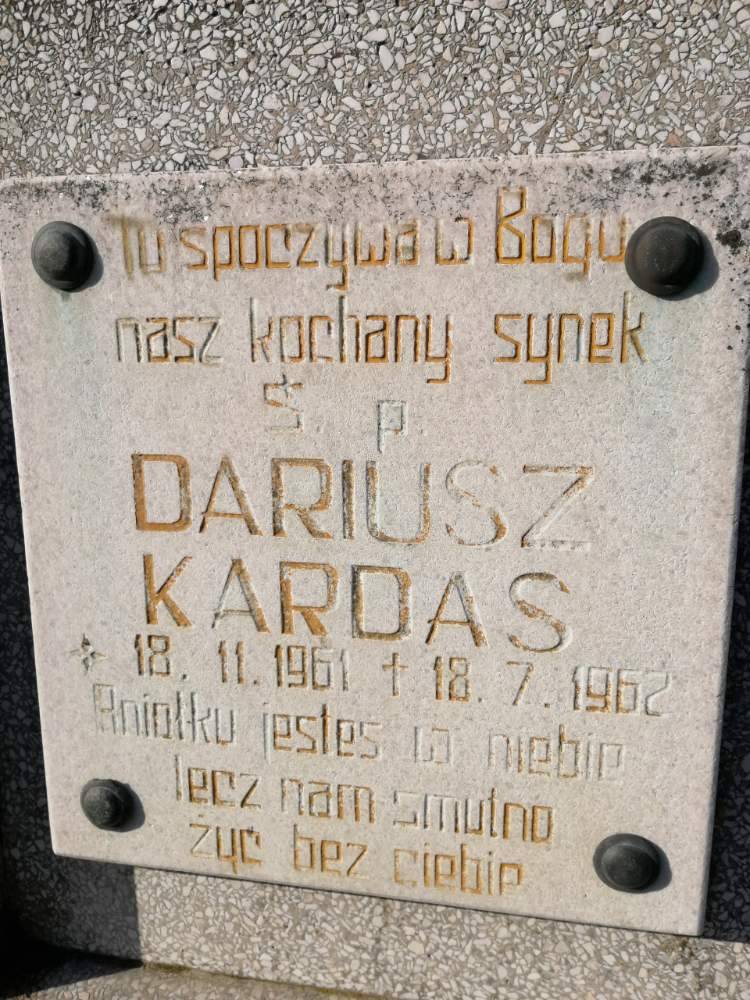 Tu spoczywa w Bogu
nasz kochany synek
Ś. p.
DARIUSZ
KARDAS
18. 11. 1961 † 18. 7. 1962
Aniołku jestes w niebie
lecz nam smutno
żyć bez ciebie